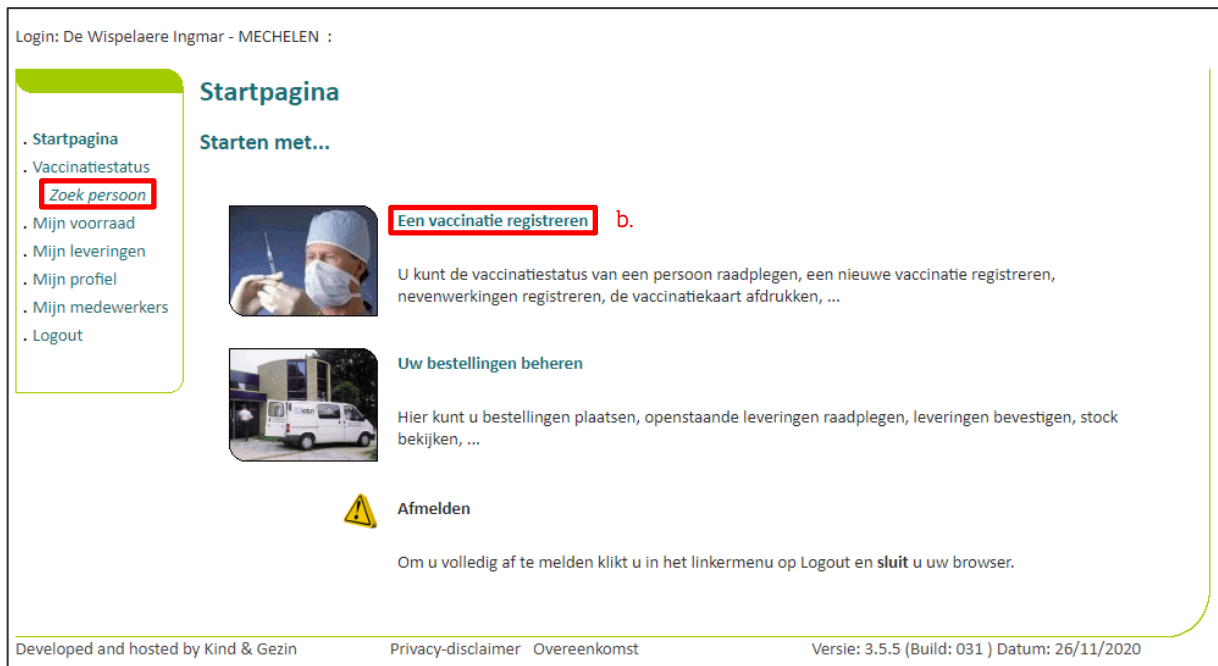 Login: De Wispelaere Ingmar - MECHELEN :
Startpagina
. Startpagina
. Vaccinatiestatus
Zoek persoon
. Mijn voorraad
. Mijn leveringen
. Mijn profiel
. Mijn medewerkers
. Logout
Starten met...
Een vaccinatie registreren b.
U kunt de vaccinatiestatus van een persoon raadplegen, een nieuwe vaccinatie registreren,
nevenwerkingen registreren, de vaccinatiekaart afdrukken, ...
Uw bestellingen beheren
Hier kunt u bestellingen plaatsen, openstaande leveringen raadplegen, leveringen bevestigen, stock
bekijken, ...
Afmelden
Om u volledig af te melden klikt u in het linkermenu op Logout en sluit u uw browser.
Developed and hosted by Kind & Gezin Privacy-disclaimer Overeenkomst Versie: 3.5.5 (Build: 031 ) Datum: 26/11/2020